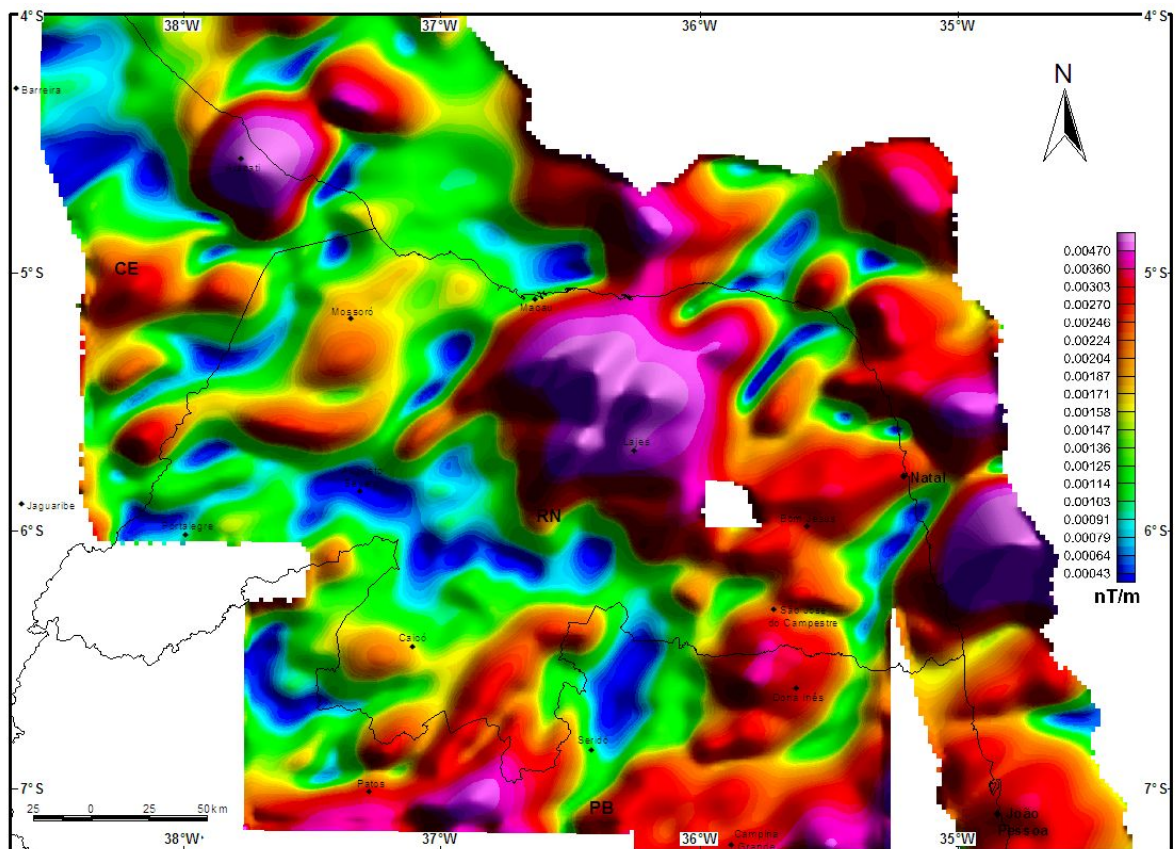 4°S
38°W
37°W
36°W
35°W
4°S
N
Barreira
5°S
CE
5°S
Mossoró
Macau
0.00470
0.00360
0.00303
0.00270
0.00246
0.00224
0.00204
0.00187
0.00171
0.00158
0.00147
0.00136
0.00125
0.00114
0.00103
0.00091
0.00079
0.00064
0.00043
nT/m
Lajes
Natal
Jaguaribe
RN
6°S
Portalegre
6°S
São José
do Campestre
Caicó
Dona Inês
Seridó
7°S
Patos
PB
7°S
25 0 25 50 km
João
Pessoa
Campina
Grande
38°W
37°W
36°W
35°W